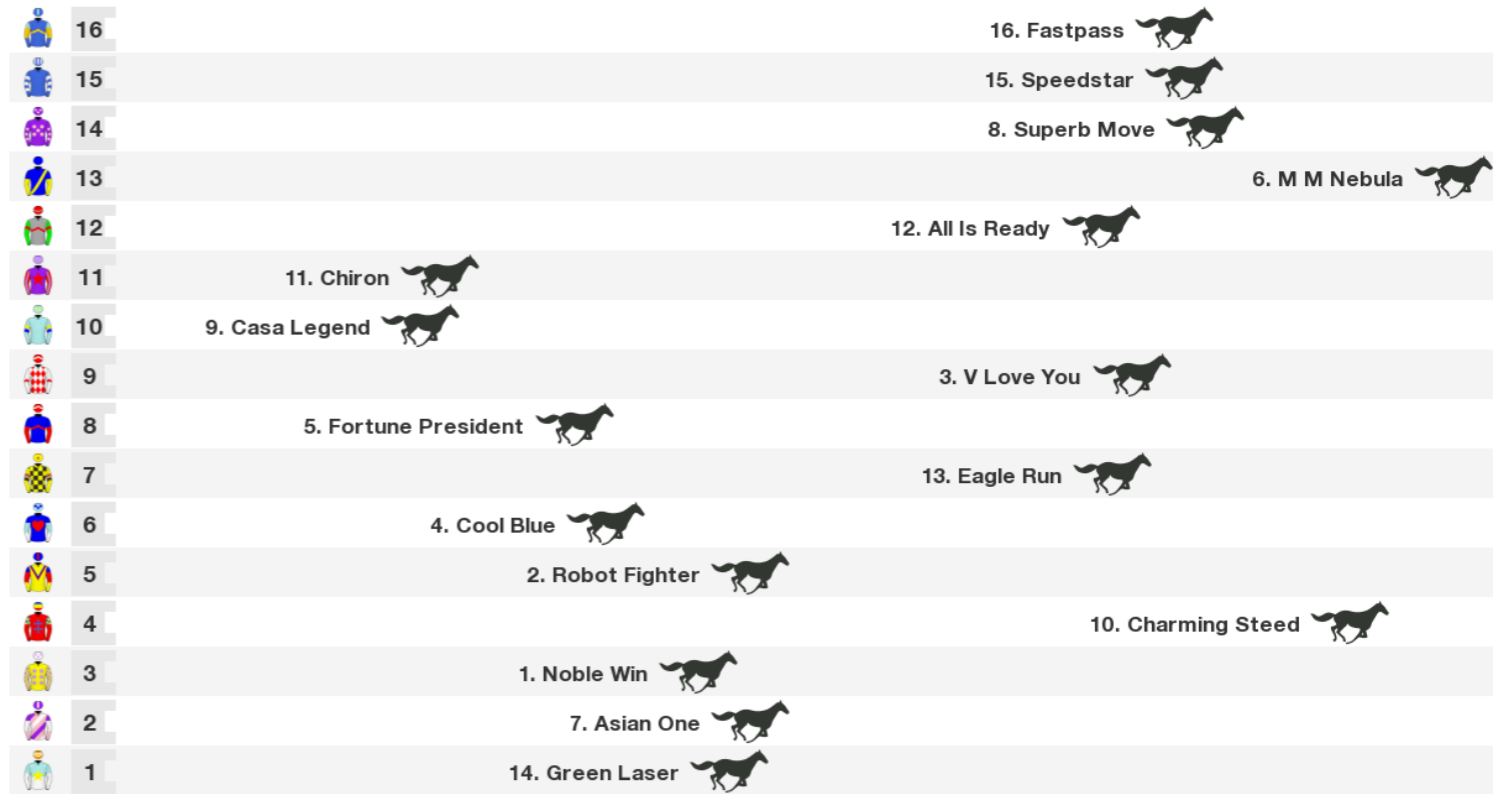 16 16. Fastpass
15 15. Speedstar
14 8. Superb Move
13 6. M M Nebula
12 12. All Is Ready
11 11. Chiron
10 9. Casa Legend
9 3. V Love You
8 5. Fortune President
7 13. Eagle Run
6 4. Cool Blue
5 2. Robot Fighter
4 10. Charming Steed
3 1. Noble Win
2 7. Asian One
1 14. Green Laser